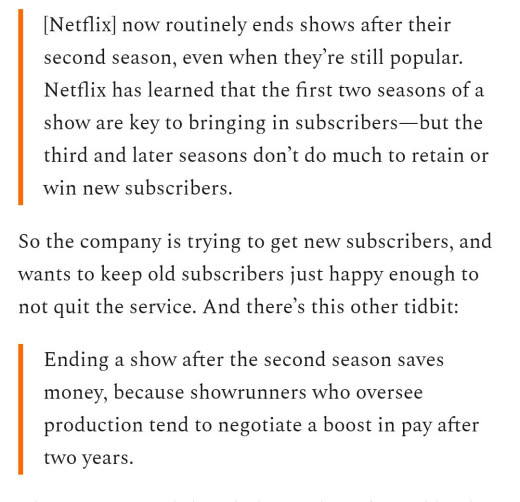 [Netflix] now routinely ends shows after their
second season, even when they’re still popular.
Netflix has learned that the first two seasons of a
show are key to bringing in subscribers—but the
third and later seasons don’t do much to retain or
win new subscribers.
So the company is trying to get new subscribers, and
wants to keep old subscribers just happy enough to
not quit the service. And there’s this other tidbit:
Ending a show after the second season saves
money, because showrunners who oversee
production tend to negotiate a boost in pay after
two years.